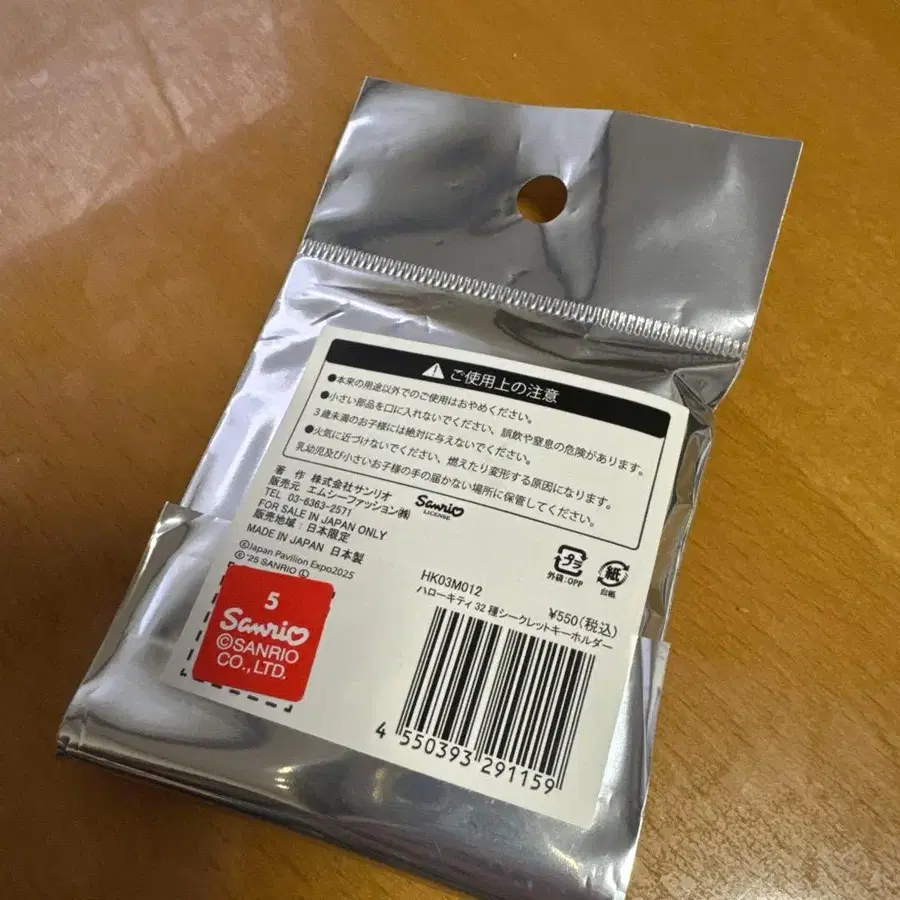 ご使用上の注意
●本来の用途以外でのご使用はおやめください。
●小さい部品を口に入れないでください、誤飲や窒息の危険があります。
3歳未満のお子様には絶対に与えないでください。
●火気に近づけないでください、燃えたり変形する原因になります。
乳幼児及び小さいお子様の手の届かない場所に保管してください。
著 作 株式会社サンリオ
販売元 エムシーファッション㈱
TEL 03-6363-2571
FOR SALE IN JAPAN ONLY
販売地域：日本限定
MADE IN JAPAN 日本製
Sanrio
LICENSE
©Japan Pavilion Expo2025
©'25 SANRIO Ⓛ
プラ
外袋:OPP
紙
台紙
HK03M012
¥550(税込)
ハローキティ 32 種シークレットキーホルダー
5
Sanrio
©SANRIO
CO., LTD.
4 550393 291159